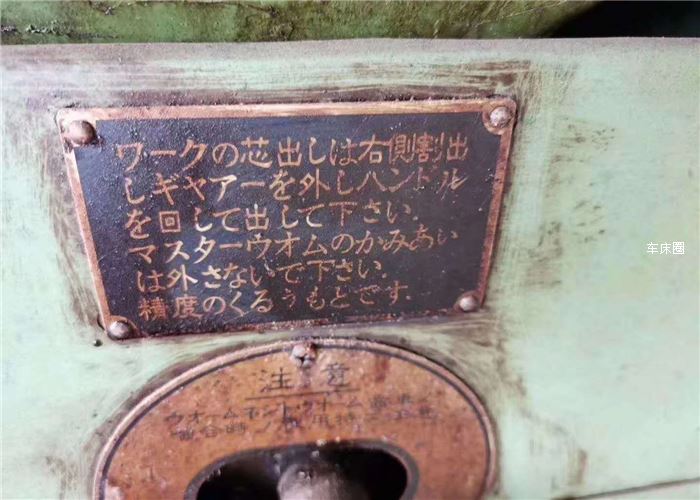 ワークの芯出しは右側割出
しギヤアーを外しハンドル
を回して出して下さい.
マスターウオムのかみあい
は外さないで下さい.
精度のくるうもとです.
车床圈
注意